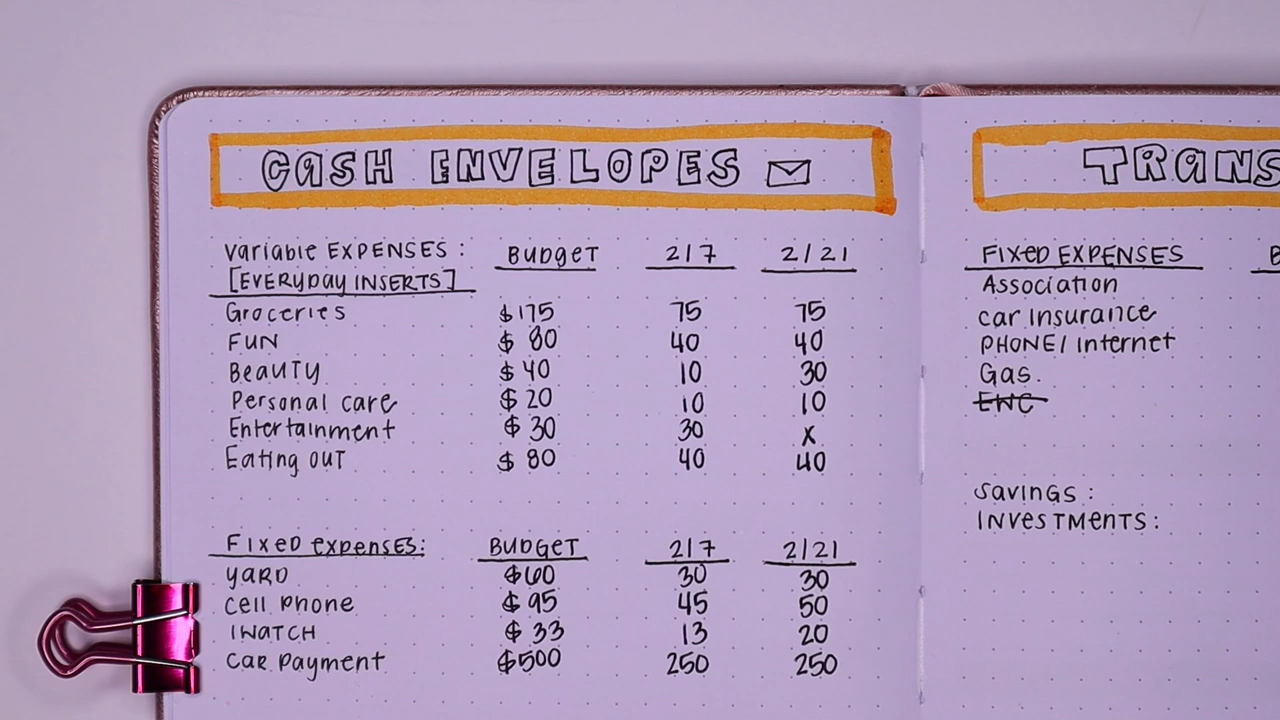 CASH ENVELOPES
Variable EXPENSES : BUDGET 2/7 2/21
[EVERYDAY INSERTS]
Groceries $175 75 75
FUN $ 80 40 40
BEAUTY $ 40 10 30
Personal care $ 20 10 10
Entertainment $ 30 30 X
Eating OUT $ 80 40 40
Fixed expenses: BUDGET 2/7 2/21
YARD $60 30 30
Cell Phone $ 95 45 50
IWATCH $ 33 13 20
Car Payment $500 250 250
TRANS
FIXED EXPENSES B
Association
car Insurance
PHONE/ Internet
Gas
ENC
Savings :
INVESTMENTS :